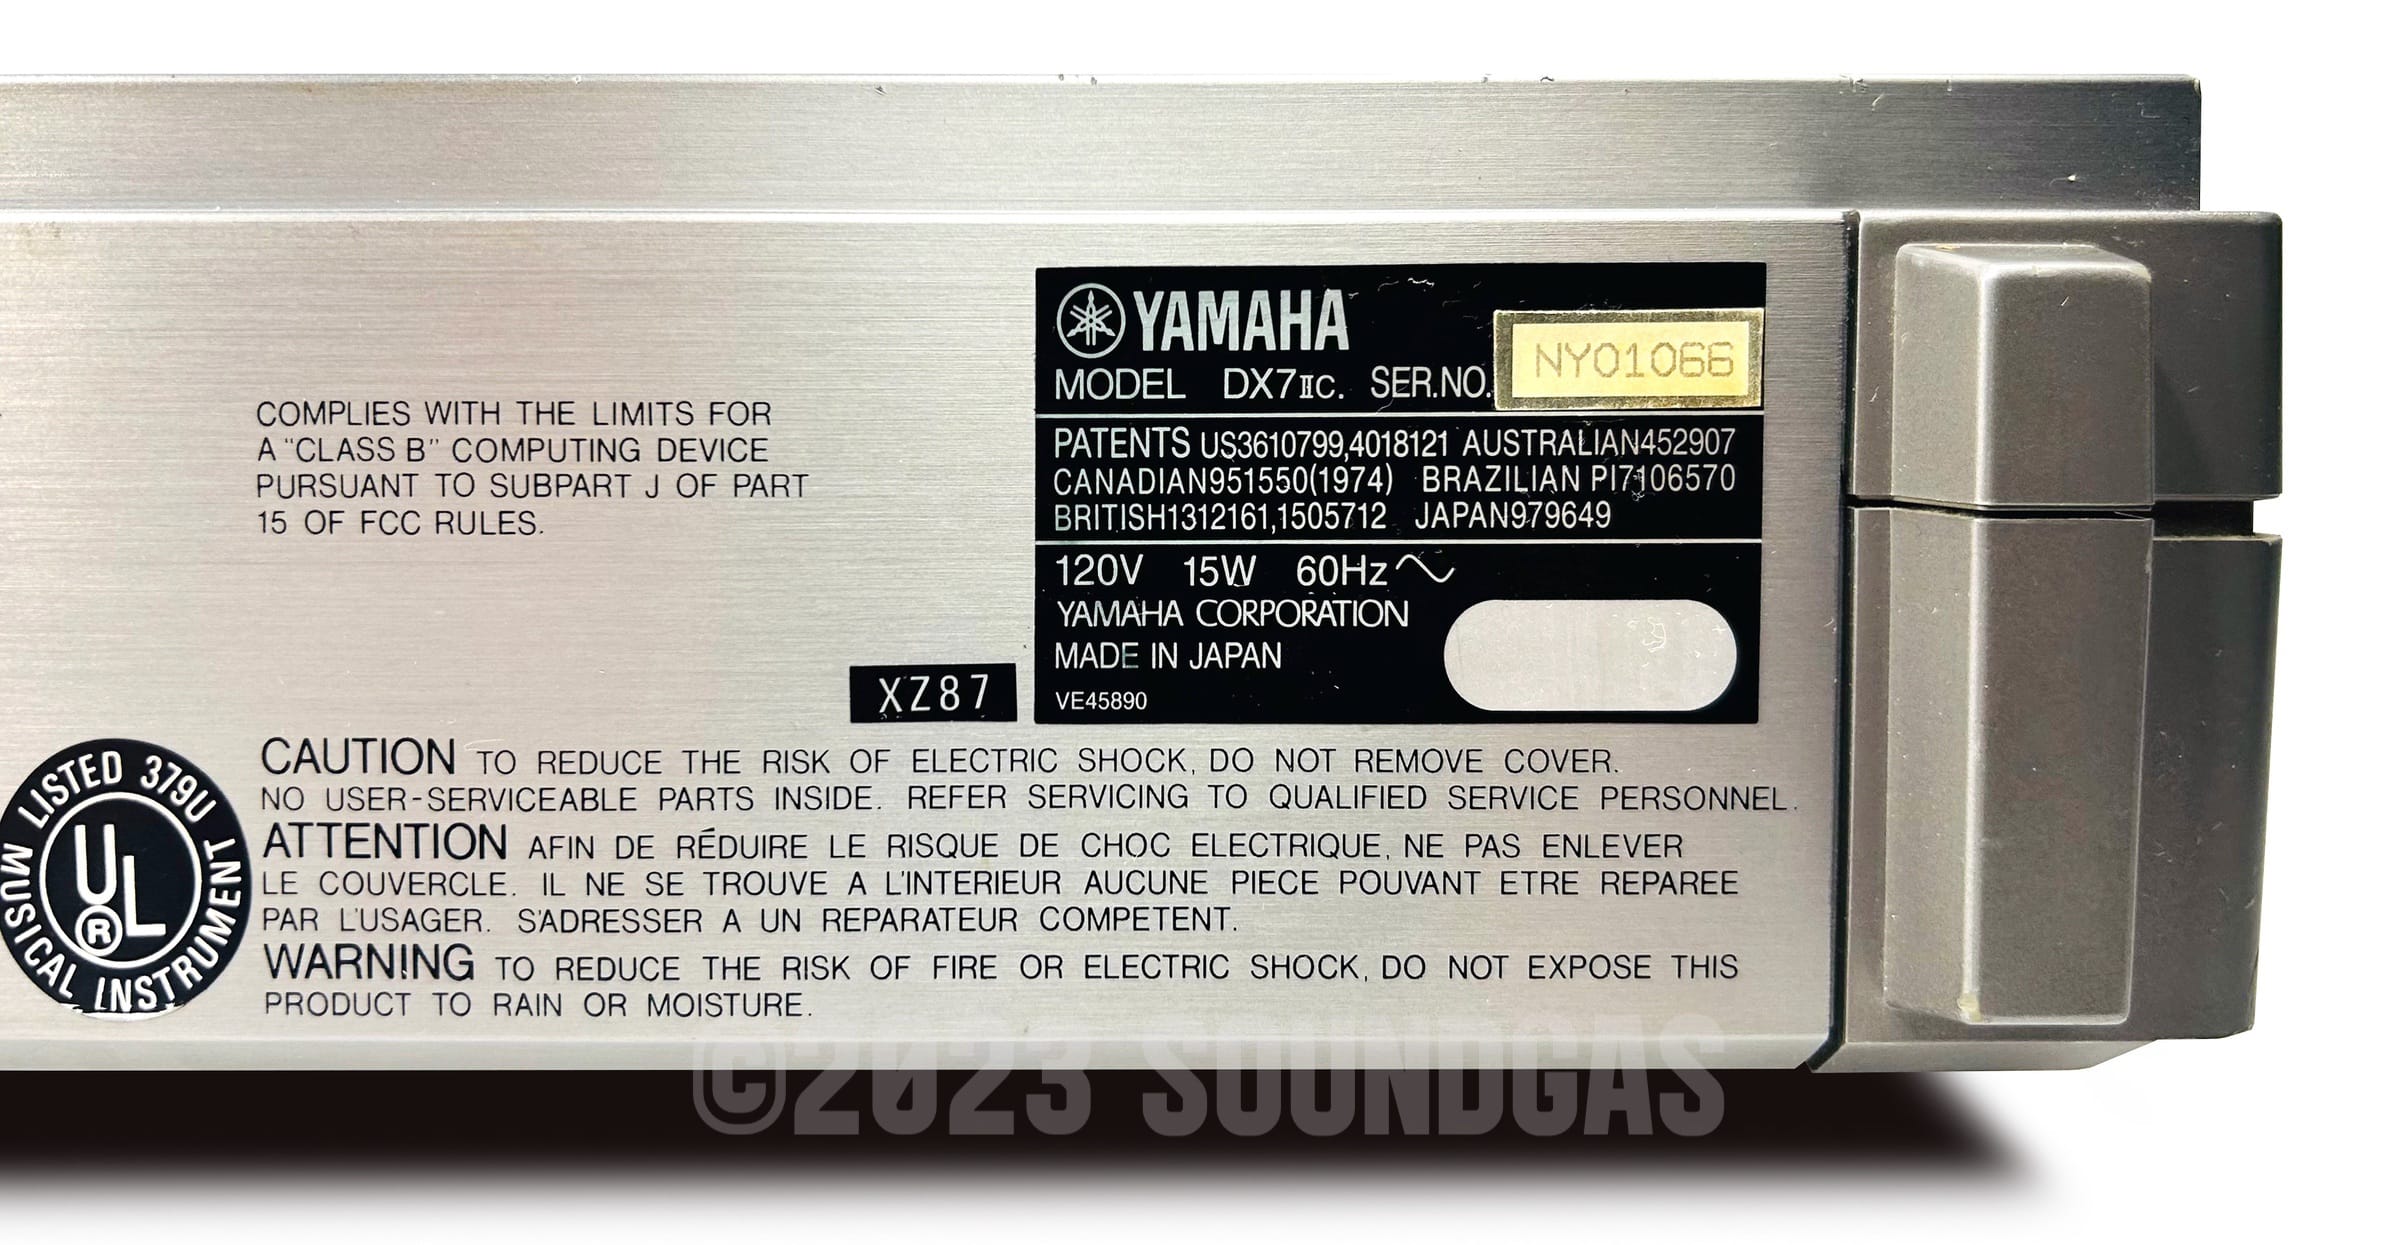 COMPLIES WITH THE LIMITS FOR
A "CLASS B" COMPUTING DEVICE
PURSUANT TO SUBPART J OF PART
15 OF FCC RULES.
YAMAHA
MODEL DX7IIC. SER.NO. NY01066
PATENTS US3610799,4018121 AUSTRALIAN452907
CANADIAN951550(1974) BRAZILIAN PI7106570
BRITISH1312161,1505712 JAPAN979649
120V 15W 60Hz
YAMAHA CORPORATION
MADE IN JAPAN
VE45890
XZ87
LISTED 379U
UL
®
MUSICAL INSTRUMENT
CAUTION TO REDUCE THE RISK OF ELECTRIC SHOCK, DO NOT REMOVE COVER.
NO USER-SERVICEABLE PARTS INSIDE. REFER SERVICING TO QUALIFIED SERVICE PERSONNEL.
ATTENTION AFIN DE RÉDUIRE LE RISQUE DE CHOC ELECTRIQUE, NE PAS ENLEVER
LE COUVERCLE. IL NE SE TROUVE A L'INTERIEUR AUCUNE PIECE POUVANT ETRE REPAREE
PAR L'USAGER. S'ADRESSER A UN REPARATEUR COMPETENT.
WARNING TO REDUCE THE RISK OF FIRE OR ELECTRIC SHOCK, DO NOT EXPOSE THIS
PRODUCT TO RAIN OR MOISTURE.
©2023 SOUNDGAS